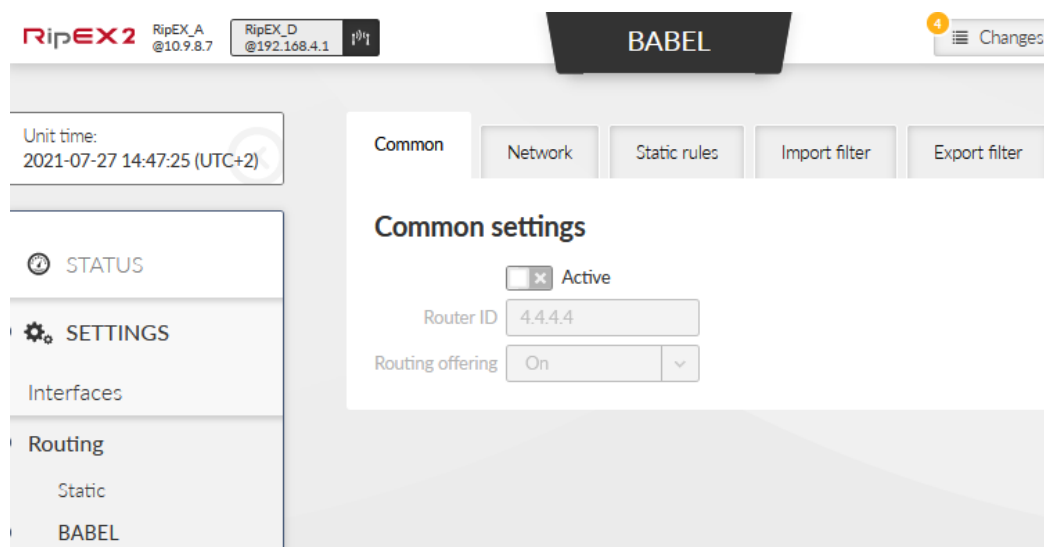 RipEX2
RipEX_A
@10.9.8.7
RipEX_D
@192.168.4.1
BABEL
4
Changes
Unit time:
2021-07-27 14:47:25 (UTC+2)
Common
Network
Static rules
Import filter
Export filter
Common settings
Active
Router ID
4.4.4.4
Routing offering
On
STATUS
SETTINGS
Interfaces
Routing
Static
BABEL